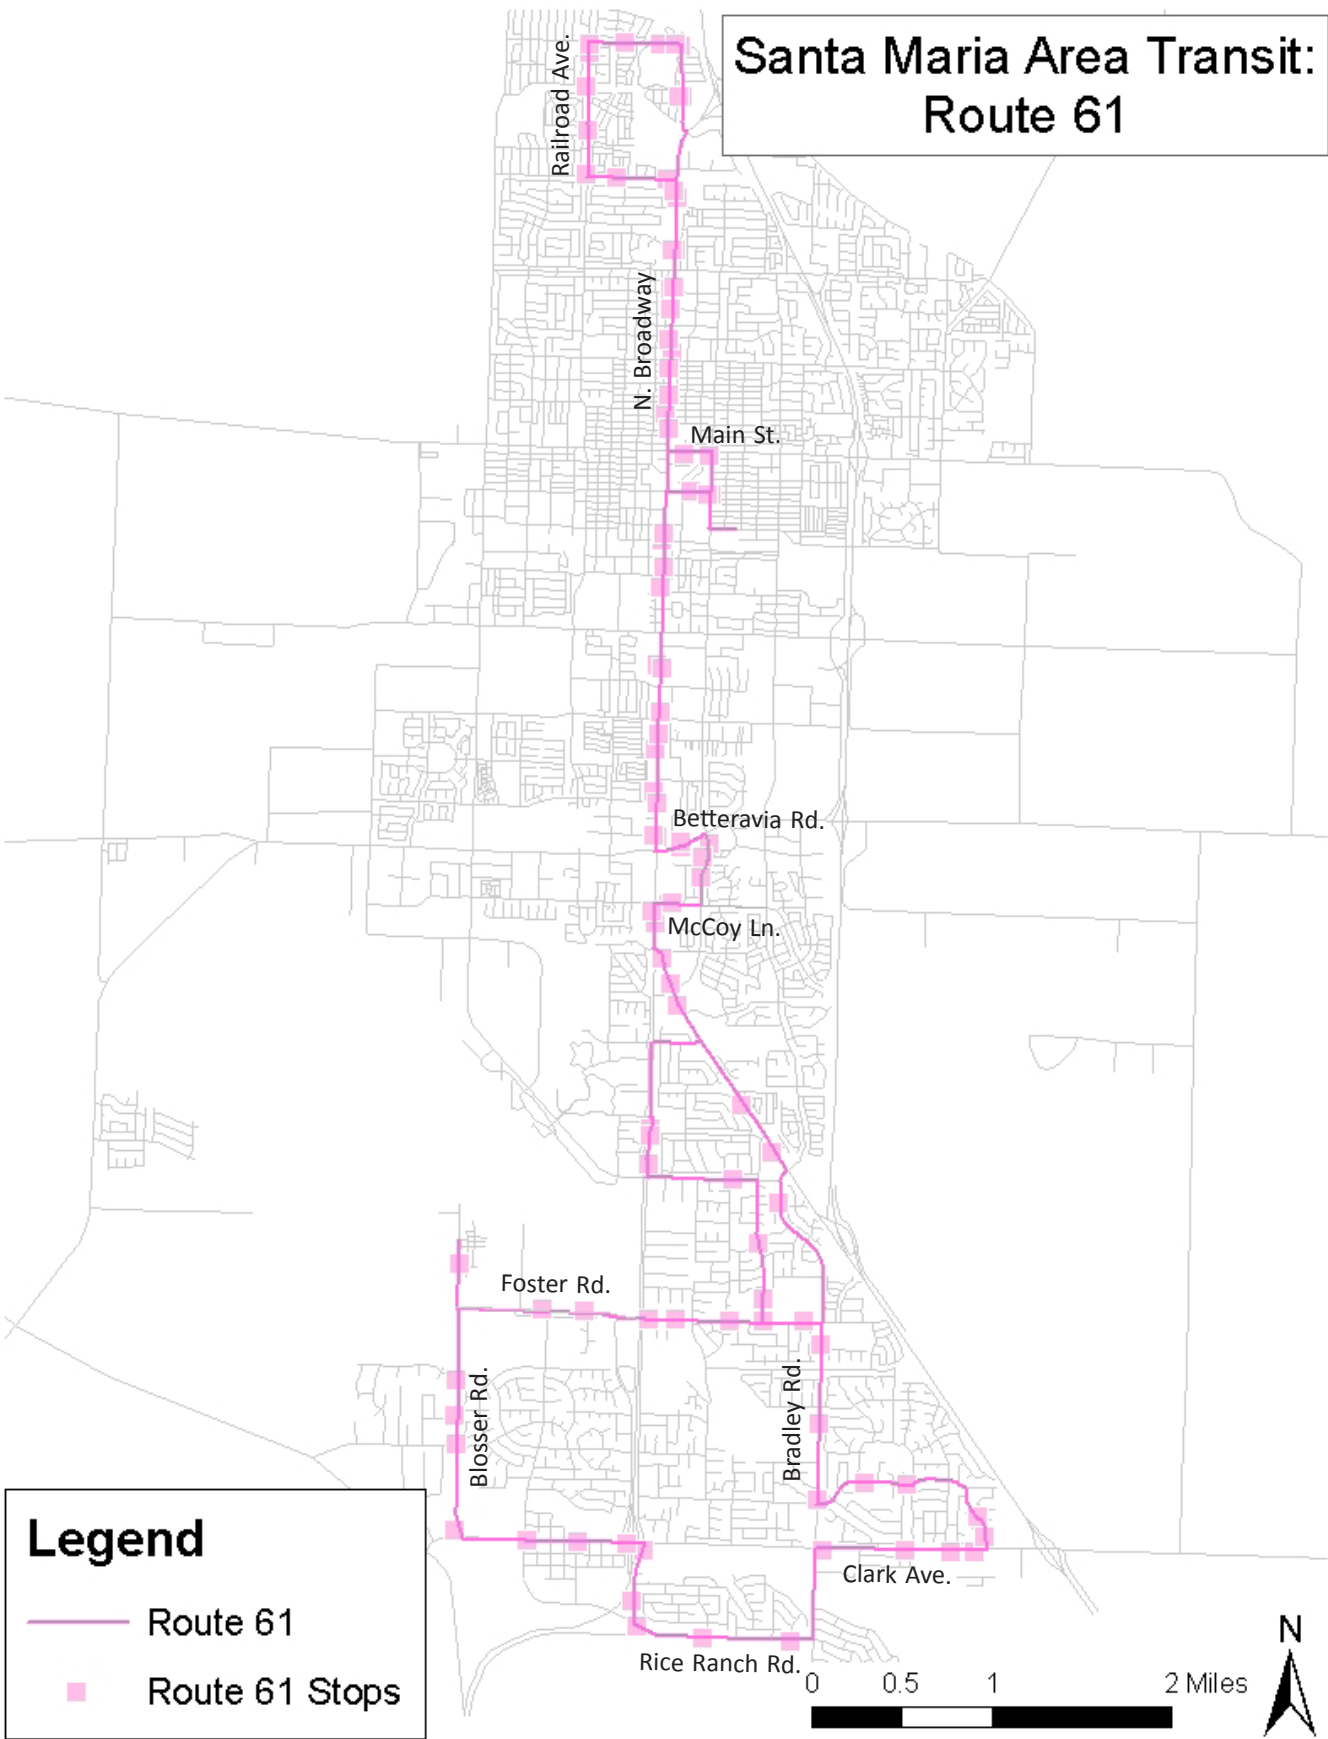 Santa Maria Area Transit:
Route 61
Railroad Ave.
N. Broadway
Main St.
Betteravia Rd.
McCoy Ln.
Foster Rd.
Blosser Rd.
Bradley Rd.
Clark Ave.
Rice Ranch Rd.
Legend
Route 61
Route 61 Stops
0 0.5 1 2 Miles
N